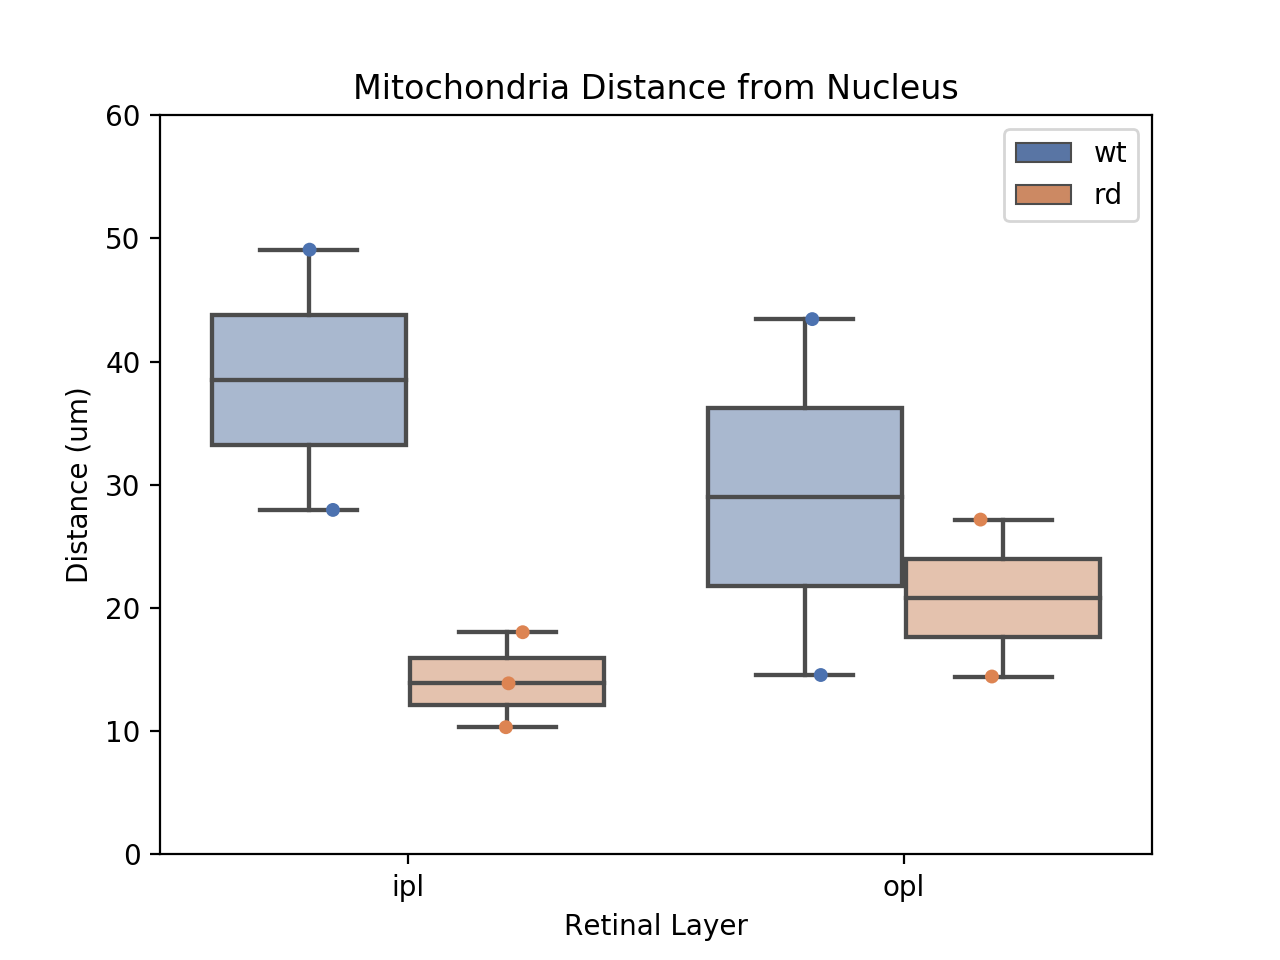 Mitochondria Distance from Nucleus
60
50
40
30
20
10
0
Distance (um)
wt
rd
ipl
opl
Retinal Layer